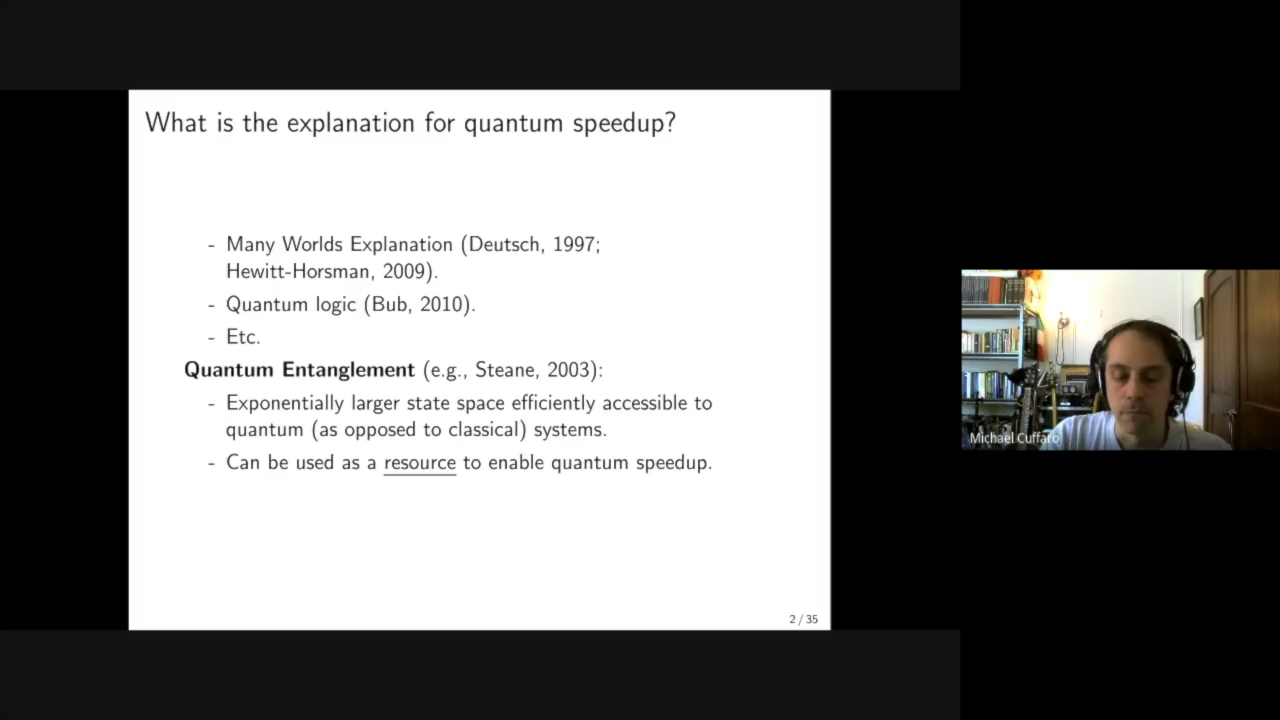 What is the explanation for quantum speedup?
- Many Worlds Explanation (Deutsch, 1997;
Hewitt-Horsman, 2009).
- Quantum logic (Bub, 2010).
- Etc.
Quantum Entanglement (e.g., Steane, 2003):
- Exponentially larger state space efficiently accessible to
quantum (as opposed to classical) systems.
- Can be used as a resource to enable quantum speedup.
2 / 35
Michael Cuffaro